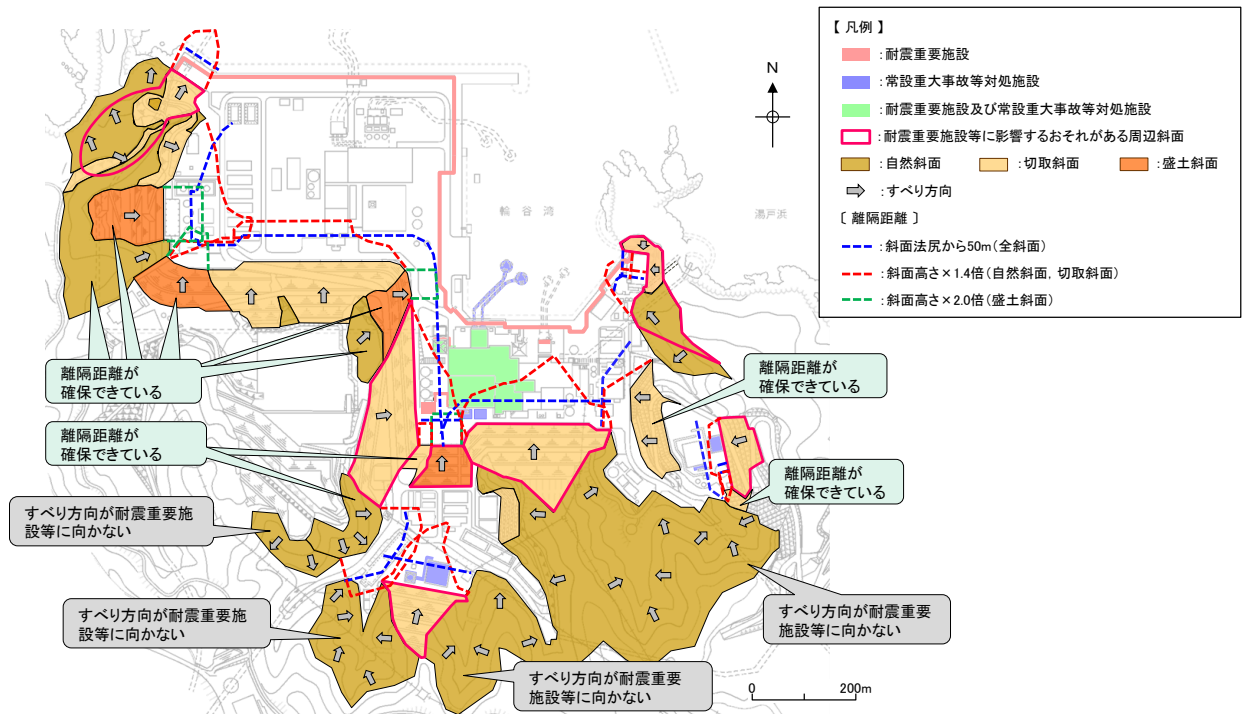 【 凡例 】
:耐震重要施設
:常設重大事故等対処施設
:耐震重要施設及び常設重大事故等対処施設
:耐震重要施設等に影響するおそれがある周辺斜面
:自然斜面
:切取斜面
:盛土斜面
:すべり方向
〔 離隔距離 〕
:斜面法尻から50m(全斜面)
:斜面高さ×1.4倍(自然斜面, 切取斜面)
:斜面高さ×2.0倍(盛土斜面)
N
輪 谷 湾
湯戸浜
離隔距離が
確保できている
離隔距離が
確保できている
離隔距離が
確保できている
離隔距離が
確保できている
すべり方向が耐震重要施
設等に向かない
すべり方向が耐震重要施
設等に向かない
すべり方向が耐震重要
施設等に向かない
すべり方向が耐震重要
施設等に向かない
0
200m